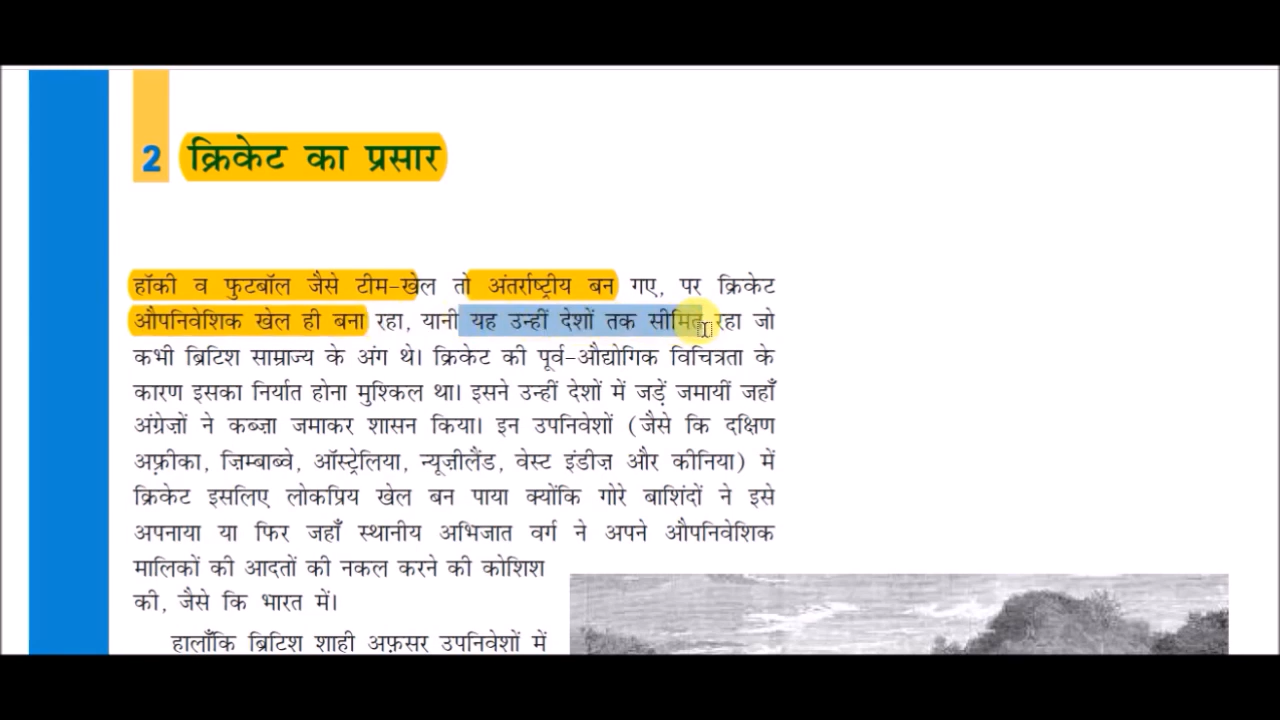 2 क्रिकेट का प्रसार
हॉकी व फुटबॉल जैसे टीम-खेल तो अंतर्राष्ट्रीय बन गए, पर क्रिकेट
औपनिवेशिक खेल ही बना रहा, यानी यह उन्हीं देशों तक सीमित रहा जो
कभी ब्रिटिश साम्राज्य के अंग थे। क्रिकेट की पूर्व-औद्योगिक विचित्रता के
कारण इसका निर्यात होना मुश्किल था। इसने उन्हीं देशों में जड़ें जमायीं जहाँ
अंग्रेज़ों ने कब्ज़ा जमाकर शासन किया। इन उपनिवेशों (जैसे कि दक्षिण
अफ़्रीका, ज़िम्बाब्वे, ऑस्ट्रेलिया, न्यूज़ीलैंड, वेस्ट इंडीज़ और कीनिया) में
क्रिकेट इसलिए लोकप्रिय खेल बन पाया क्योंकि गोरे बाशिंदों ने इसे
अपनाया या फिर जहाँ स्थानीय अभिजात वर्ग ने अपने औपनिवेशिक
मालिकों की आदतों की नकल करने की कोशिश
की, जैसे कि भारत में।
हालाँकि ब्रिटिश शाही अफ़सर उपनिवेशों में